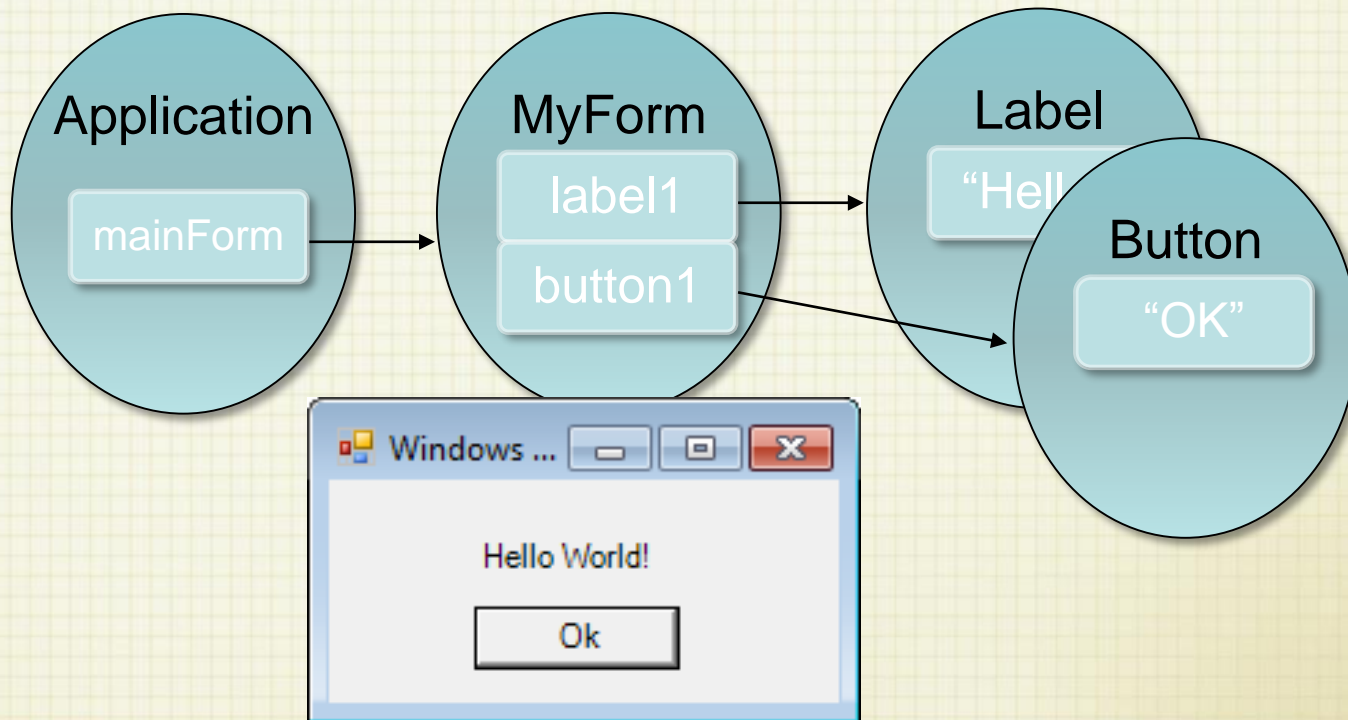 Application
mainForm
MyForm
label1
button1
Label
“Hell
Button
“OK”
Windows ...
Hello World!
Ok